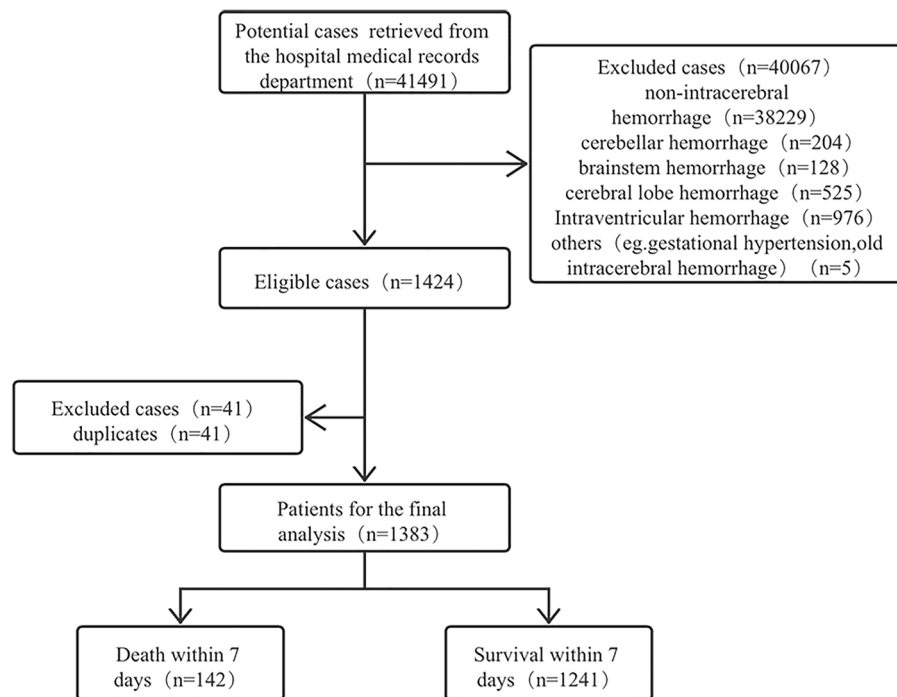 Potential cases retrieved from
the hospital medical records
department（n=41491）
Excluded cases（n=40067）
non-intracerebral
hemorrhage（n=38229）
cerebellar hemorrhage（n=204）
brainstem hemorrhage（n=128）
cerebral lobe hemorrhage（n=525）
Intraventricular hemorrhage（n=976）
others（eg.gestational hypertension,old
intracerebral hemorrhage）（n=5）
Eligible cases（n=1424）
Excluded cases（n=41）
duplicates（n=41）
Patients for the final
analysis（n=1383）
Death within 7
days（n=142）
Survival within 7
days（n=1241）